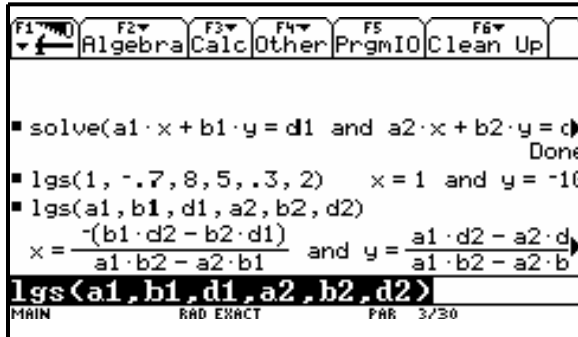 F1▼ F2▼ F3▼ F4▼ F5 F6▼
Algebra Calc Other PrgmIO Clean Up
▪ solve(a1·x + b1·y = d1 and a2·x + b2·y = d▶
Done
▪ lgs(1, -.7, 8, 5, .3, 2) x = 1 and y = -10
▪ lgs(a1, b1, d1, a2, b2, d2)
x = -(b1·d2 - b2·d1) / (a1·b2 - a2·b1) and y = (a1·d2 - a2·d / a1·b2 - a2·b ▶
lgs(a1,b1,d1,a2,b2,d2)
MAIN RAD EXACT PAR 3/30